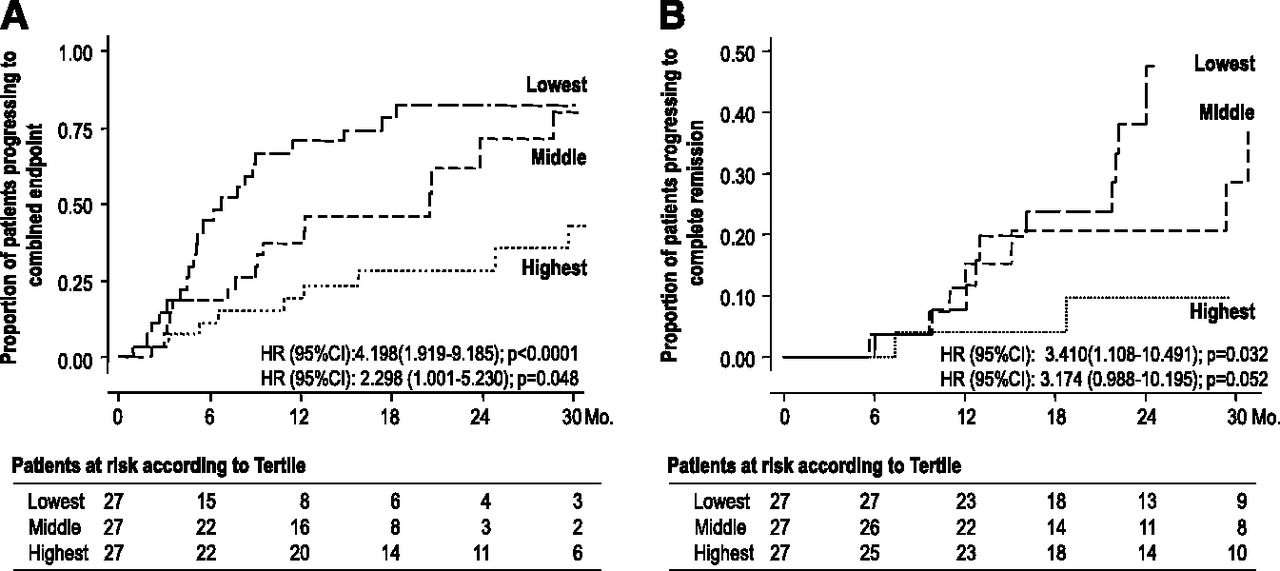 A
Proportion of patients progressing to
combined endpoint
1.00
0.75
0.50
0.25
0.00
Lowest
Middle
Highest
HR (95%CI):4.198(1.919-9.185); p<0.0001
HR (95%CI): 2.298 (1.001-5.230); p=0.048
0 6 12 18 24 30 Mo.
Patients at risk according to Tertile
Lowest 27 15 8 6 4 3
Middle 27 22 16 8 3 2
Highest 27 22 20 14 11 6
B
Proportion of patients progressing to
complete remission
0.50
0.40
0.30
0.20
0.10
0.00
Lowest
Middle
Highest
HR (95%CI): 3.410(1.108-10.491); p=0.032
HR (95%CI): 3.174 (0.988-10.195); p=0.052
0 6 12 18 24 30 Mo.
Patients at risk according to Tertile
Lowest 27 27 23 18 13 9
Middle 27 26 22 14 11 8
Highest 27 25 23 18 14 10